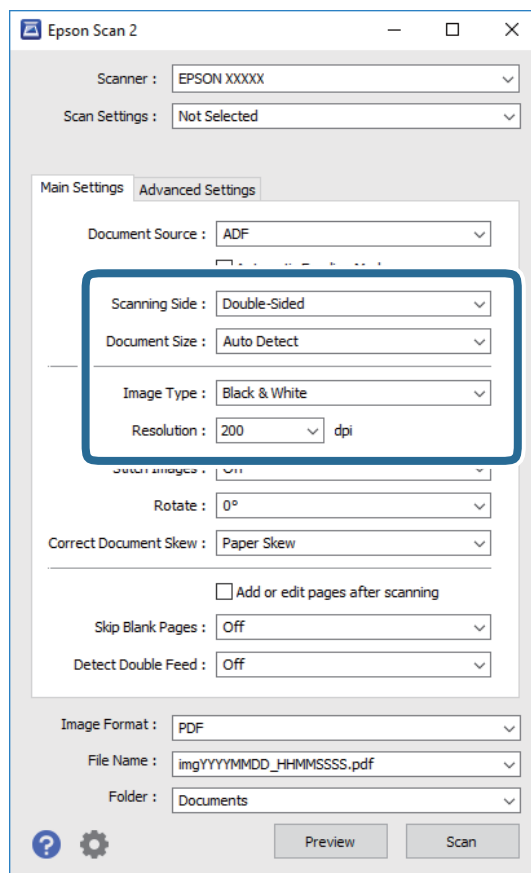 Epson Scan 2
Scanner : EPSON XXXXX
Scan Settings : Not Selected
Main Settings Advanced Settings
Document Source : ADF
Scanning Side : Double-Sided
Document Size : Auto Detect
Image Type : Black & White
Resolution : 200 dpi
Stitch Images : Off
Rotate : 0°
Correct Document Skew : Paper Skew
Add or edit pages after scanning
Skip Blank Pages : Off
Detect Double Feed : Off
Image Format : PDF
File Name : imgYYYYMMDD_HHMMSSSS.pdf
Folder : Documents
Preview Scan